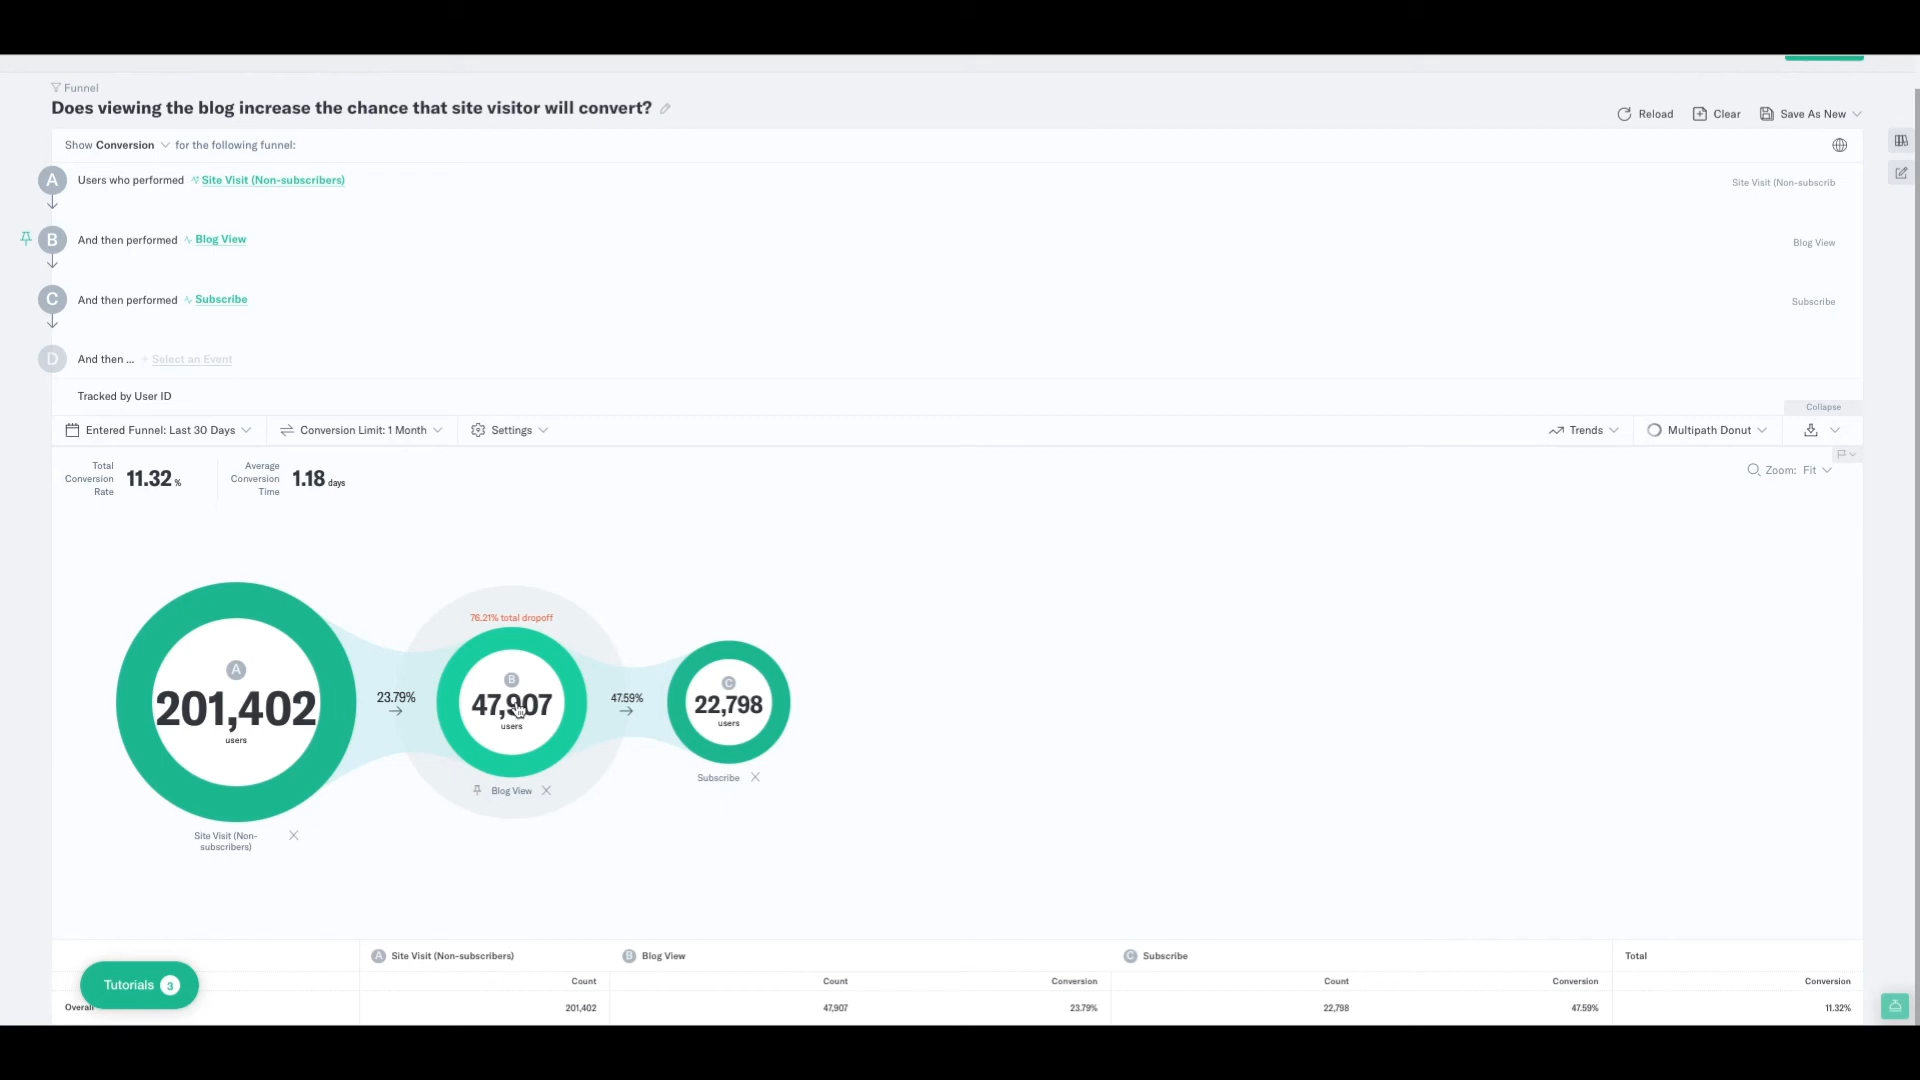 Funnel
Does viewing the blog increase the chance that site visitor will convert?
Reload
Clear
Save As New
Show Conversion for the following funnel:
A
Users who performed Site Visit (Non-subscribers)
Site Visit (Non-subscrib
B
And then performed Blog View
Blog View
C
And then performed Subscribe
Subscribe
D
And then ... + Select an Event
Tracked by User ID
Collapse
Entered Funnel: Last 30 Days
Conversion Limit: 1 Month
Settings
Trends
Multipath Donut
Total
Conversion
Rate
11.32 %
Average
Conversion
Time
1.18 days
Zoom: Fit
76.21% total dropoff
A
201,402
users
23.79%
B
47,907
users
47.59%
C
22,798
users
Subscribe
Blog View
Site Visit (Non-
subscribers)
A Site Visit (Non-subscribers)
B Blog View
C Subscribe
Total
Count
Count
Conversion
Count
Conversion
Conversion
Tutorials 3
Overall
201,402
47,907
23.79%
22,798
47.59%
11.32%